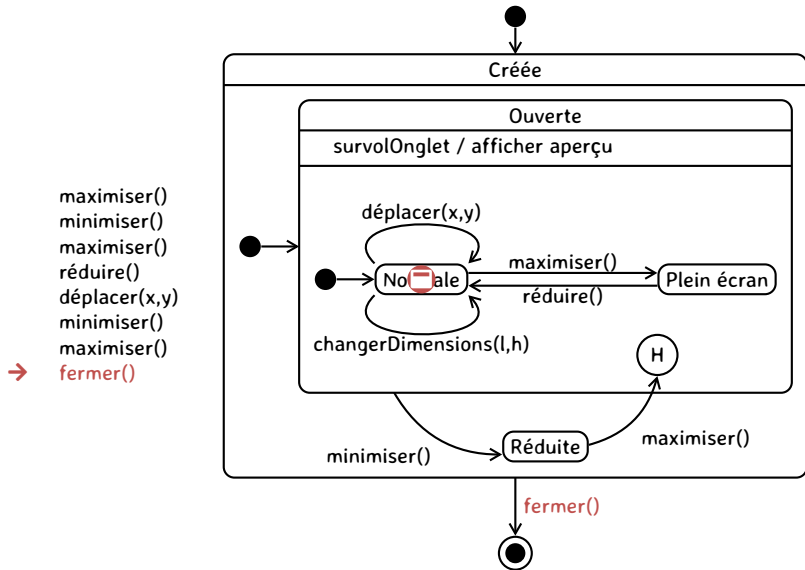 Créée
Ouverte
survolOnglet / afficher aperçu
maximiser()
minimiser()
maximiser()
réduire()
déplacer(x,y)
minimiser()
maximiser()
→ fermer()
déplacer(x,y)
maximiser()
Plein écran
réduire()
changerDimensions(l,h)
H
Réduite
minimiser()
maximiser()
fermer()